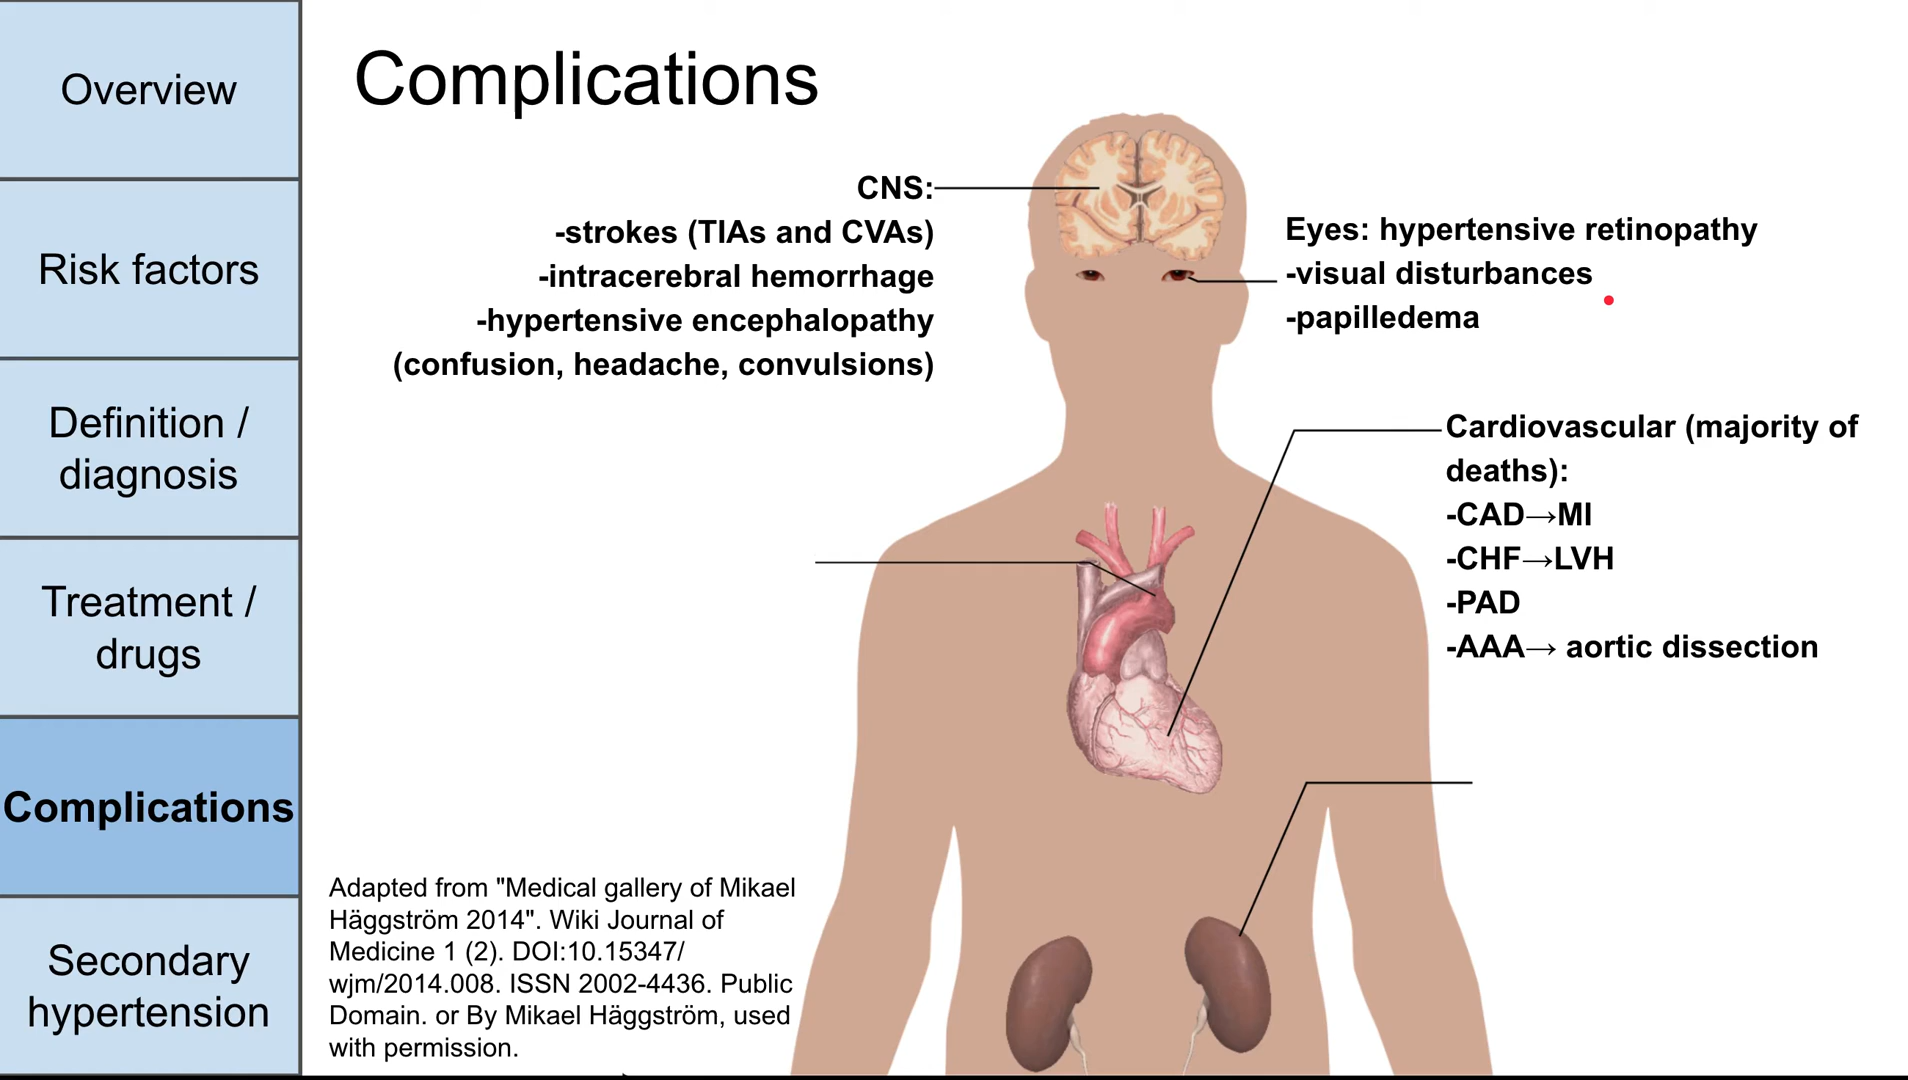 Overview
Risk factors
Definition /
diagnosis
Treatment /
drugs
Complications
Secondary
hypertension
Complications
CNS:
-strokes (TIAs and CVAs)
-intracerebral hemorrhage
-hypertensive encephalopathy
(confusion, headache, convulsions)
Eyes: hypertensive retinopathy
-visual disturbances
-papilledema
Cardiovascular (majority of
deaths):
-CAD→MI
-CHF→LVH
-PAD
-AAA→ aortic dissection
Adapted from "Medical gallery of Mikael
Häggström 2014". Wiki Journal of
Medicine 1 (2). DOI:10.15347/
wjm/2014.008. ISSN 2002-4436. Public
Domain. or By Mikael Häggström, used
with permission.